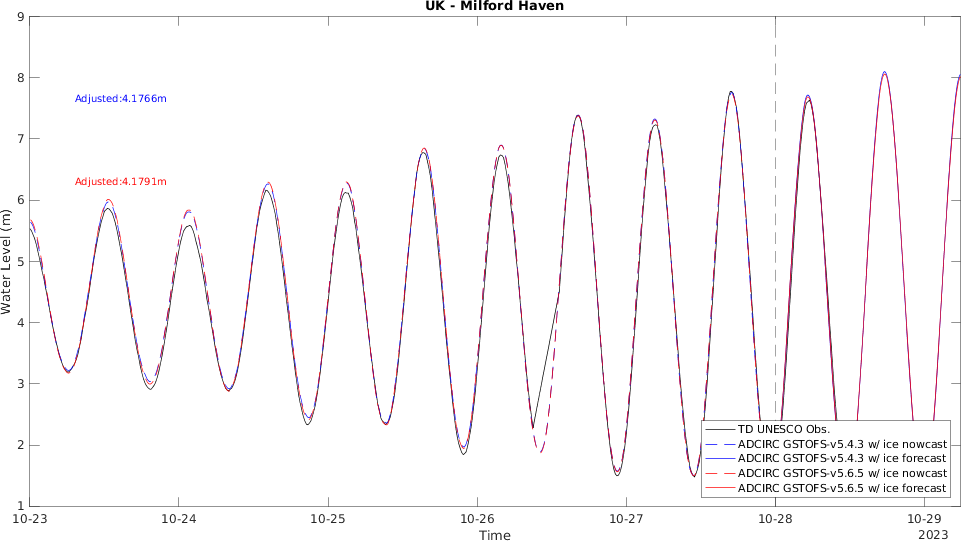 UK - Milford Haven
9
8
7
6
5
4
3
2
1
Water Level (m)
Adjusted:4.1766m
Adjusted:4.1791m
TD UNESCO Obs.
ADCIRC GSTOFS-v5.4.3 w/ ice nowcast
ADCIRC GSTOFS-v5.4.3 w/ ice forecast
ADCIRC GSTOFS-v5.6.5 w/ ice nowcast
ADCIRC GSTOFS-v5.6.5 w/ ice forecast
10-23 10-24 10-25 10-26 10-27 10-28 10-29
Time
2023